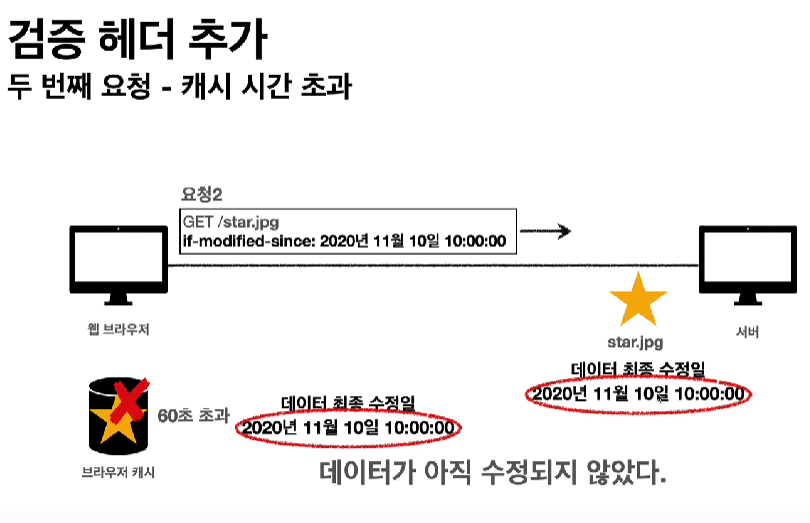 검증 헤더 추가
두 번째 요청 - 캐시 시간 초과
요청2
GET /star.jpg
if-modified-since: 2020년 11월 10일 10:00:00
웹 브라우저
star.jpg
서버
데이터 최종 수정일
2020년 11월 10일 10:00:00
60초 초과
데이터 최종 수정일
2020년 11월 10일 10:00:00
브라우저 캐시
데이터가 아직 수정되지 않았다.